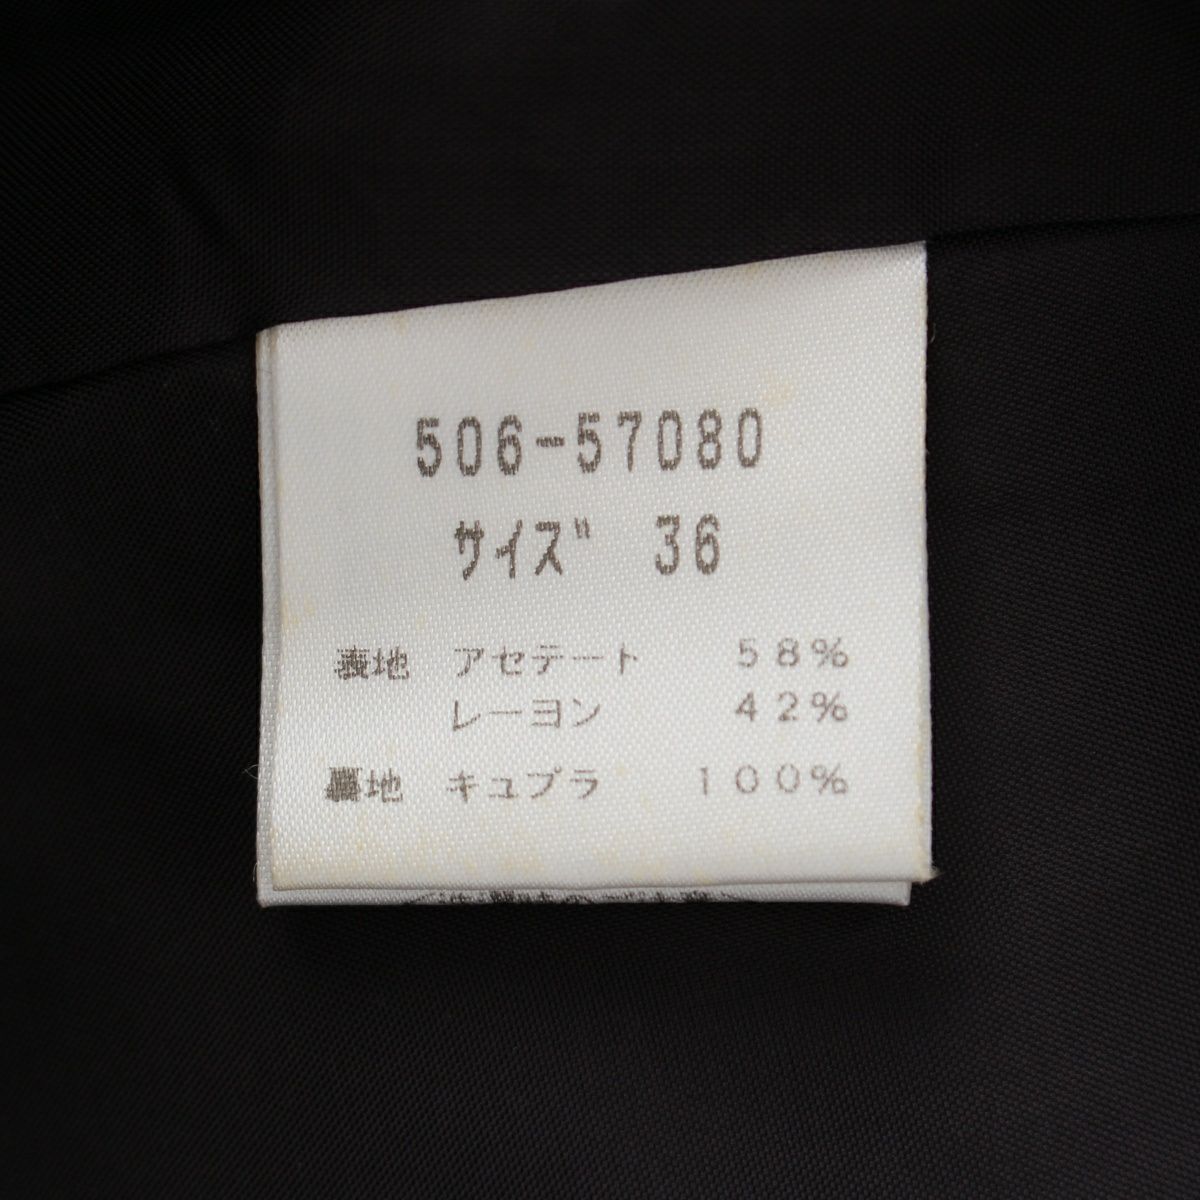 506-57080
サイズ 36
表地 アセテート 58%
レーヨン 42%
裏地 キュプラ 100%